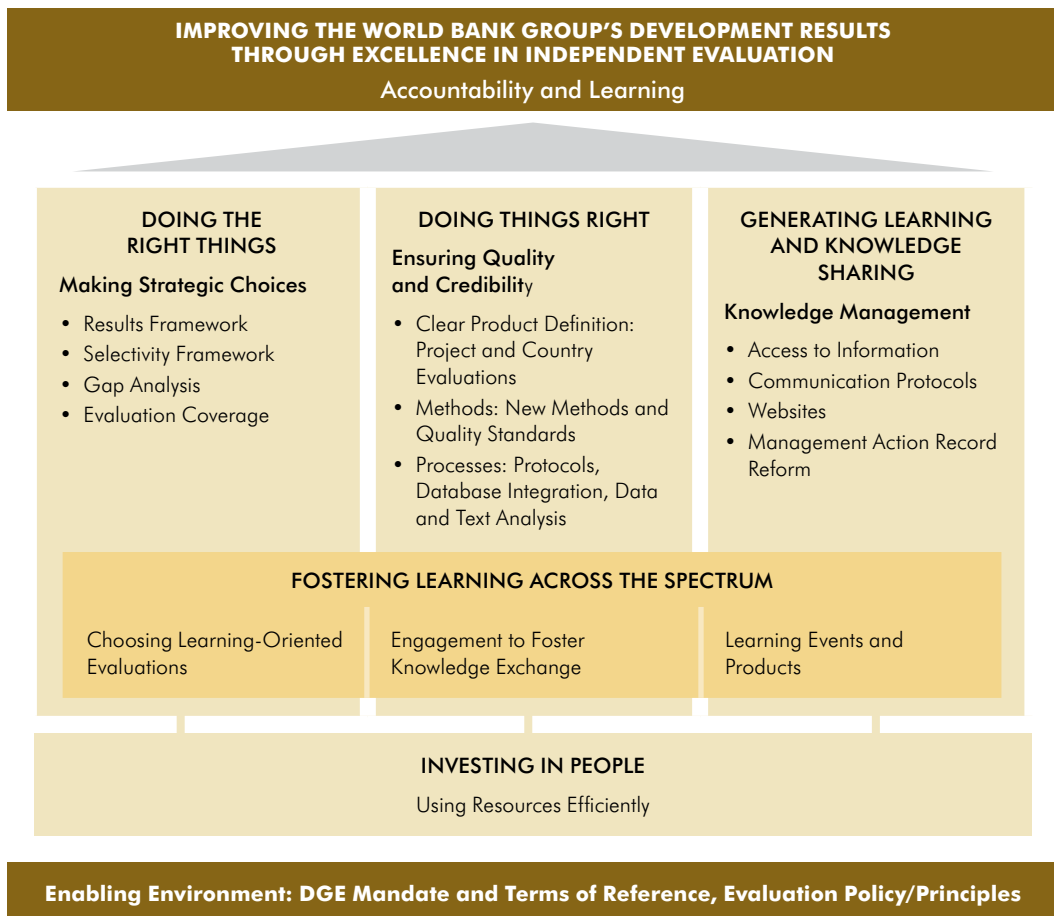 IMPROVING THE WORLD BANK GROUP’S DEVELOPMENT RESULTS
THROUGH EXCELLENCE IN INDEPENDENT EVALUATION
Accountability and Learning
DOING THE
RIGHT THINGS
Making Strategic Choices
• Results Framework
• Selectivity Framework
• Gap Analysis
• Evaluation Coverage
DOING THINGS RIGHT
Ensuring Quality
and Credibility
• Clear Product Definition:
Project and Country
Evaluations
• Methods: New Methods and
Quality Standards
• Processes: Protocols,
Database Integration, Data
and Text Analysis
GENERATING LEARNING
AND KNOWLEDGE
SHARING
Knowledge Management
• Access to Information
• Communication Protocols
• Websites
• Management Action Record
Reform
FOSTERING LEARNING ACROSS THE SPECTRUM
Choosing Learning-Oriented
Evaluations
Engagement to Foster
Knowledge Exchange
Learning Events and
Products
INVESTING IN PEOPLE
Using Resources Efficiently
Enabling Environment: DGE Mandate and Terms of Reference, Evaluation Policy/Principles